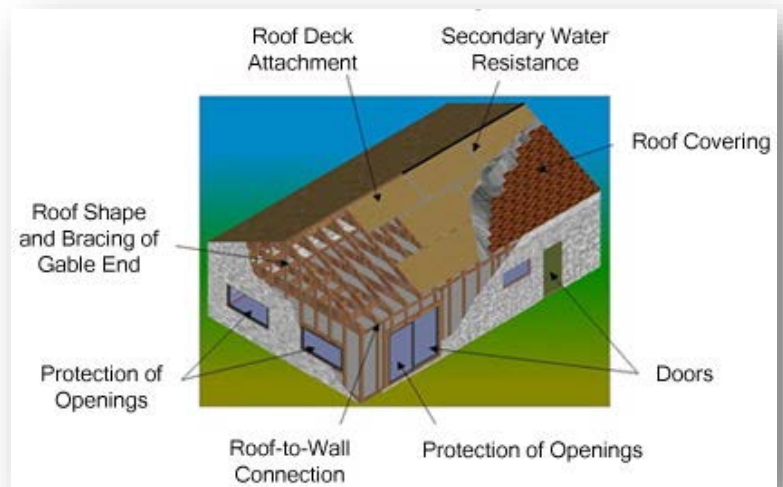 Roof Deck
Attachment
Secondary Water
Resistance
Roof Covering
Roof Shape
and Bracing of
Gable End
Protection of
Openings
Doors
Roof-to-Wall
Connection
Protection of Openings